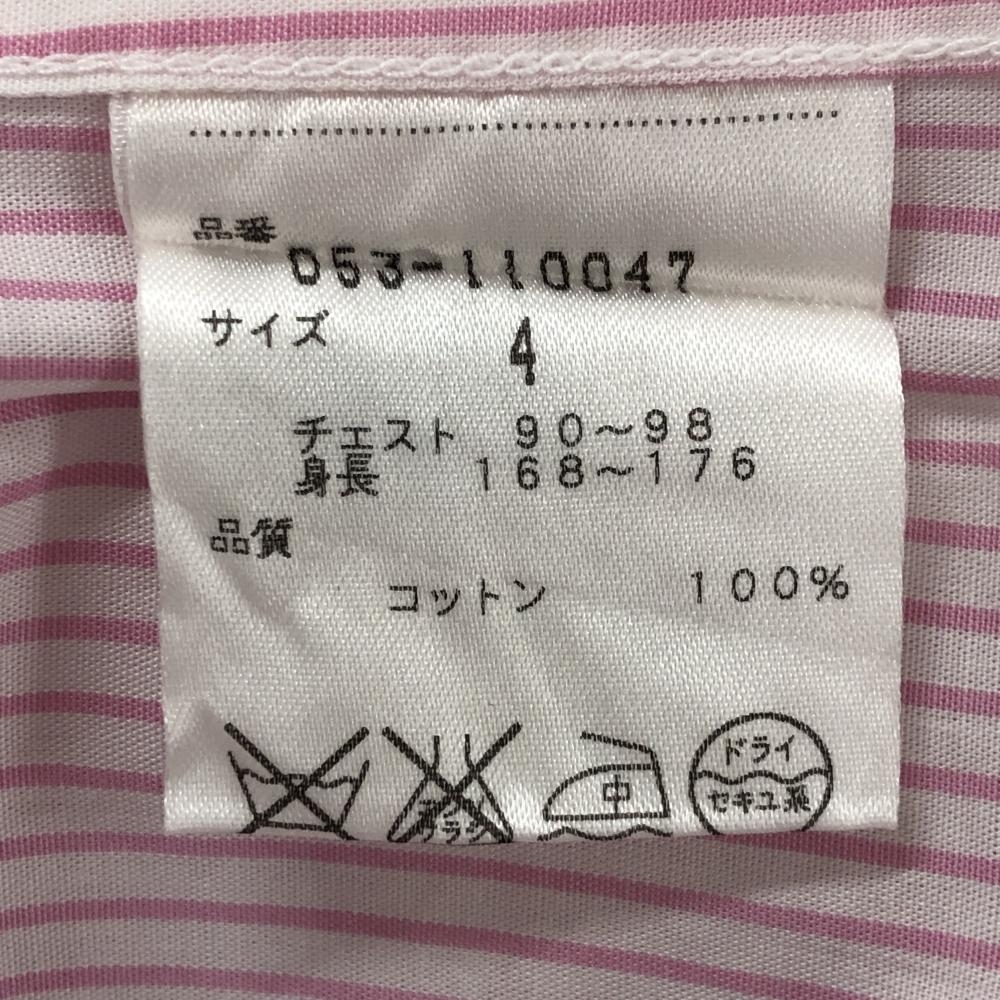 品番
053-110047
サイズ 4
チェスト 90～98
身長 168～176
品質
コットン 100%
中
ドライ
セキユ系